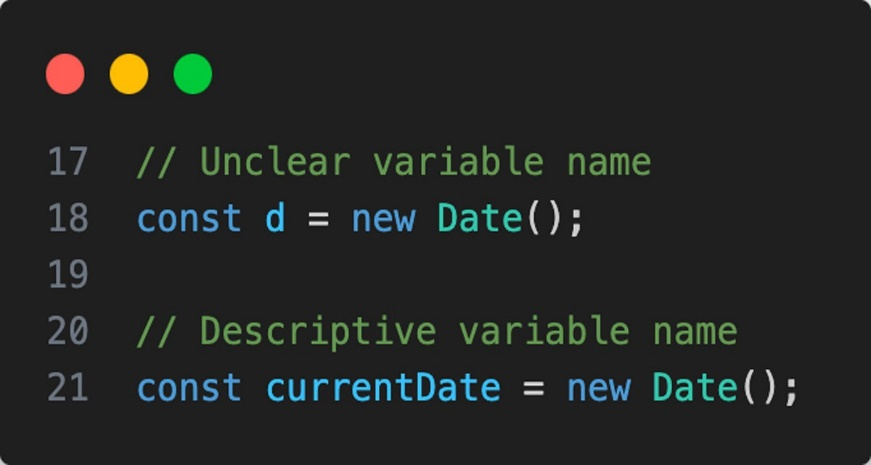 17 // Unclear variable name
18 const d = new Date();
19
20 // Descriptive variable name
21 const currentDate = new Date();